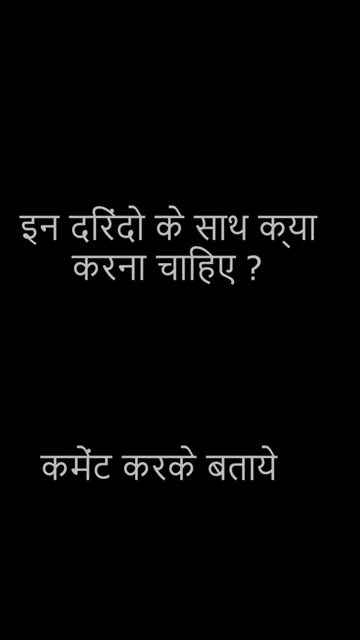 इन दरिंदो के साथ क्या
करना चाहिए ?
कमेंट करके बताये